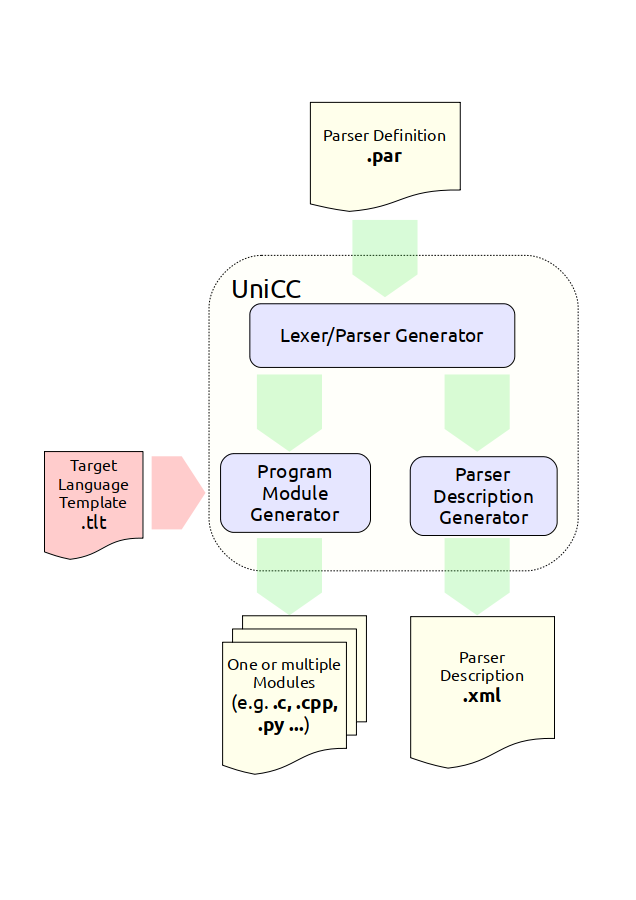 Parser Definition
.par
UniCC
Lexer/Parser Generator
Target
Language
Template
.tlt
Program
Module
Generator
Parser
Description
Generator
One or multiple
Modules
(e.g. .c, .cpp,
.py ...)
Parser
Description
.xml